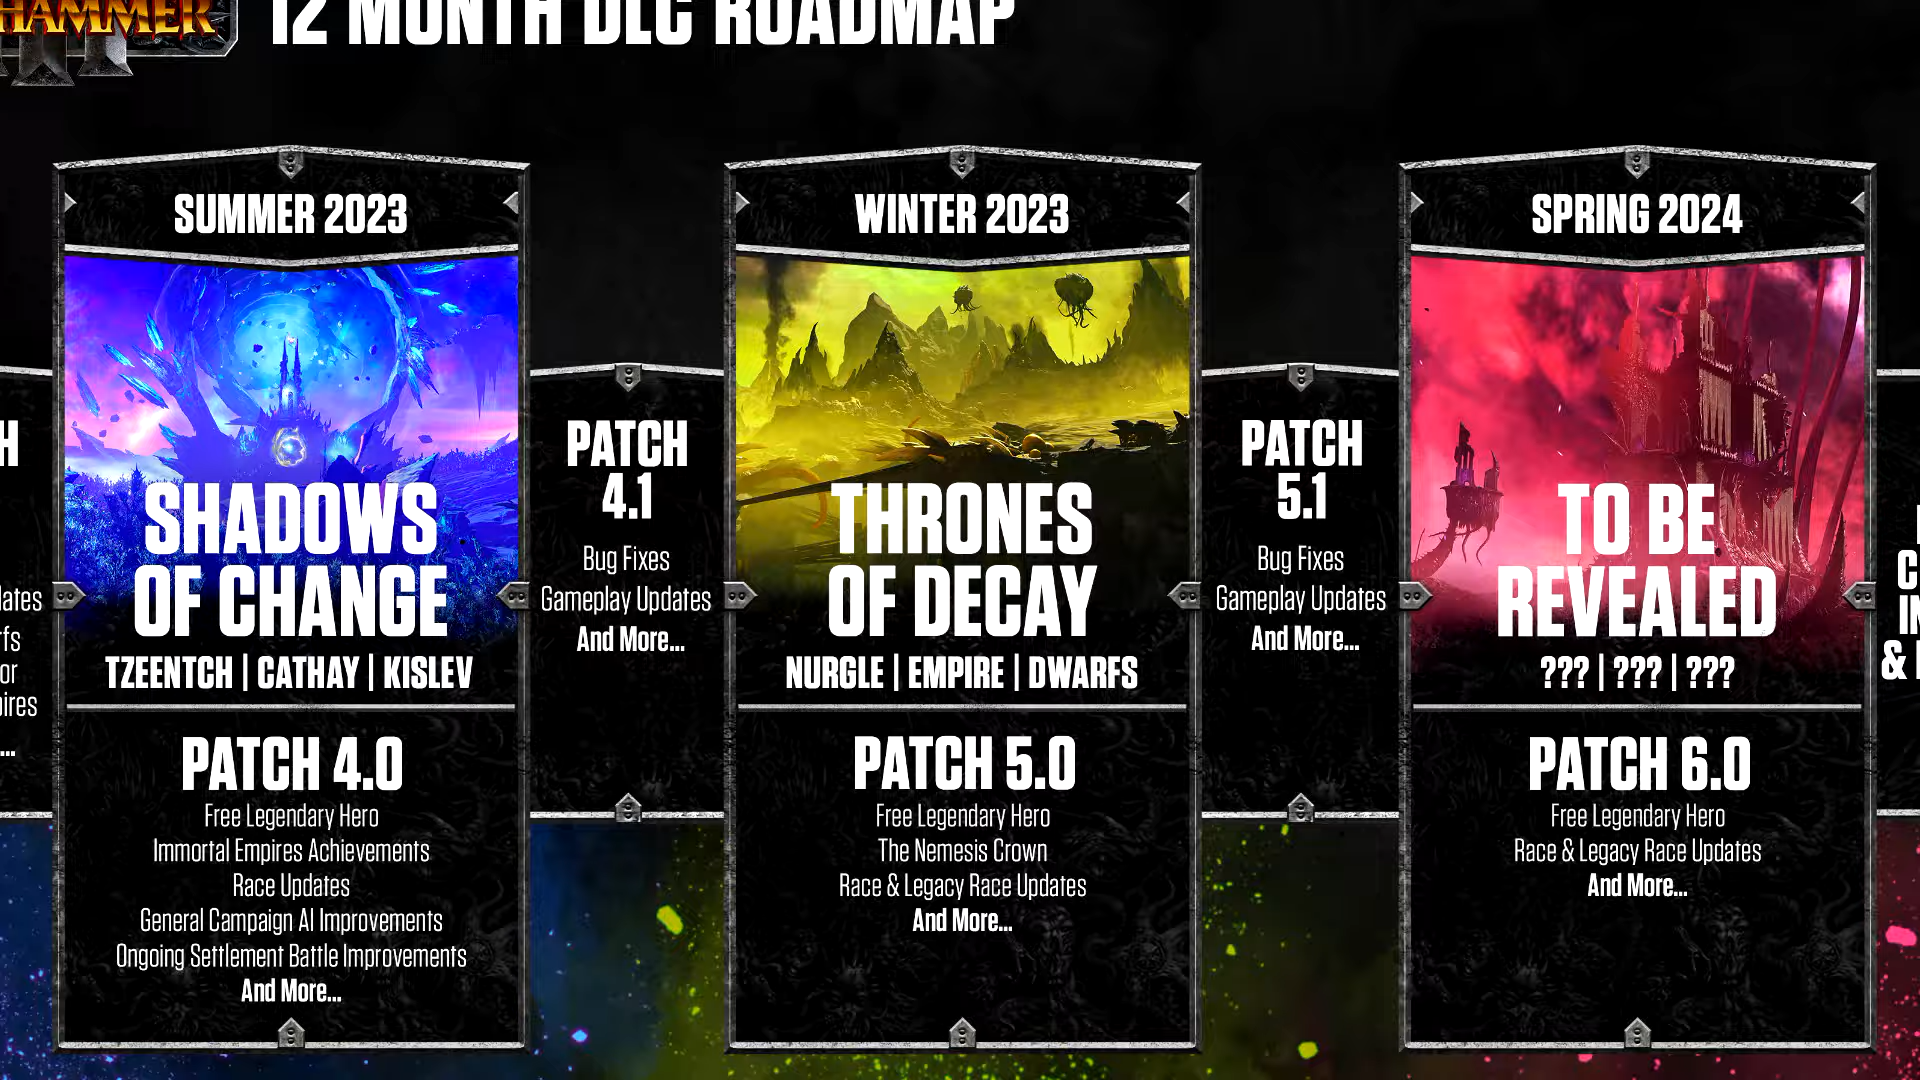 HAMMER
III
12 MONTH DLC ROADMAP
SUMMER 2023
SHADOWS
OF CHANGE
TZEENTCH | CATHAY | KISLEV
PATCH 4.0
Free Legendary Hero
Immortal Empires Achievements
Race Updates
General Campaign AI Improvements
Ongoing Settlement Battle Improvements
And More...
PATCH
4.1
Bug Fixes
Gameplay Updates
And More...
WINTER 2023
THRONES
OF DECAY
NURGLE | EMPIRE | DWARFS
PATCH 5.0
Free Legendary Hero
The Nemesis Crown
Race & Legacy Race Updates
And More...
PATCH
5.1
Bug Fixes
Gameplay Updates
And More...
SPRING 2024
TO BE
REVEALED
??? | ??? | ???
PATCH 6.0
Free Legendary Hero
Race & Legacy Race Updates
And More...